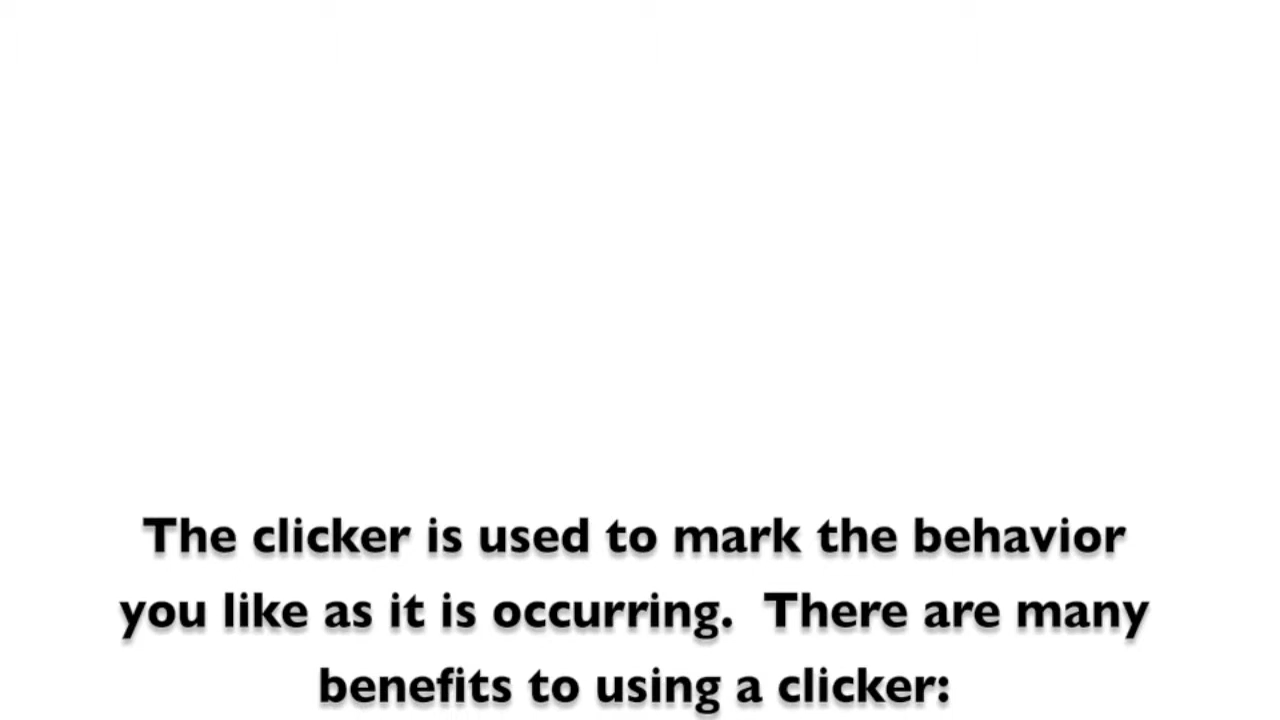 The clicker is used to mark the behavior
you like as it is occurring.  There are many
benefits to using a clicker: